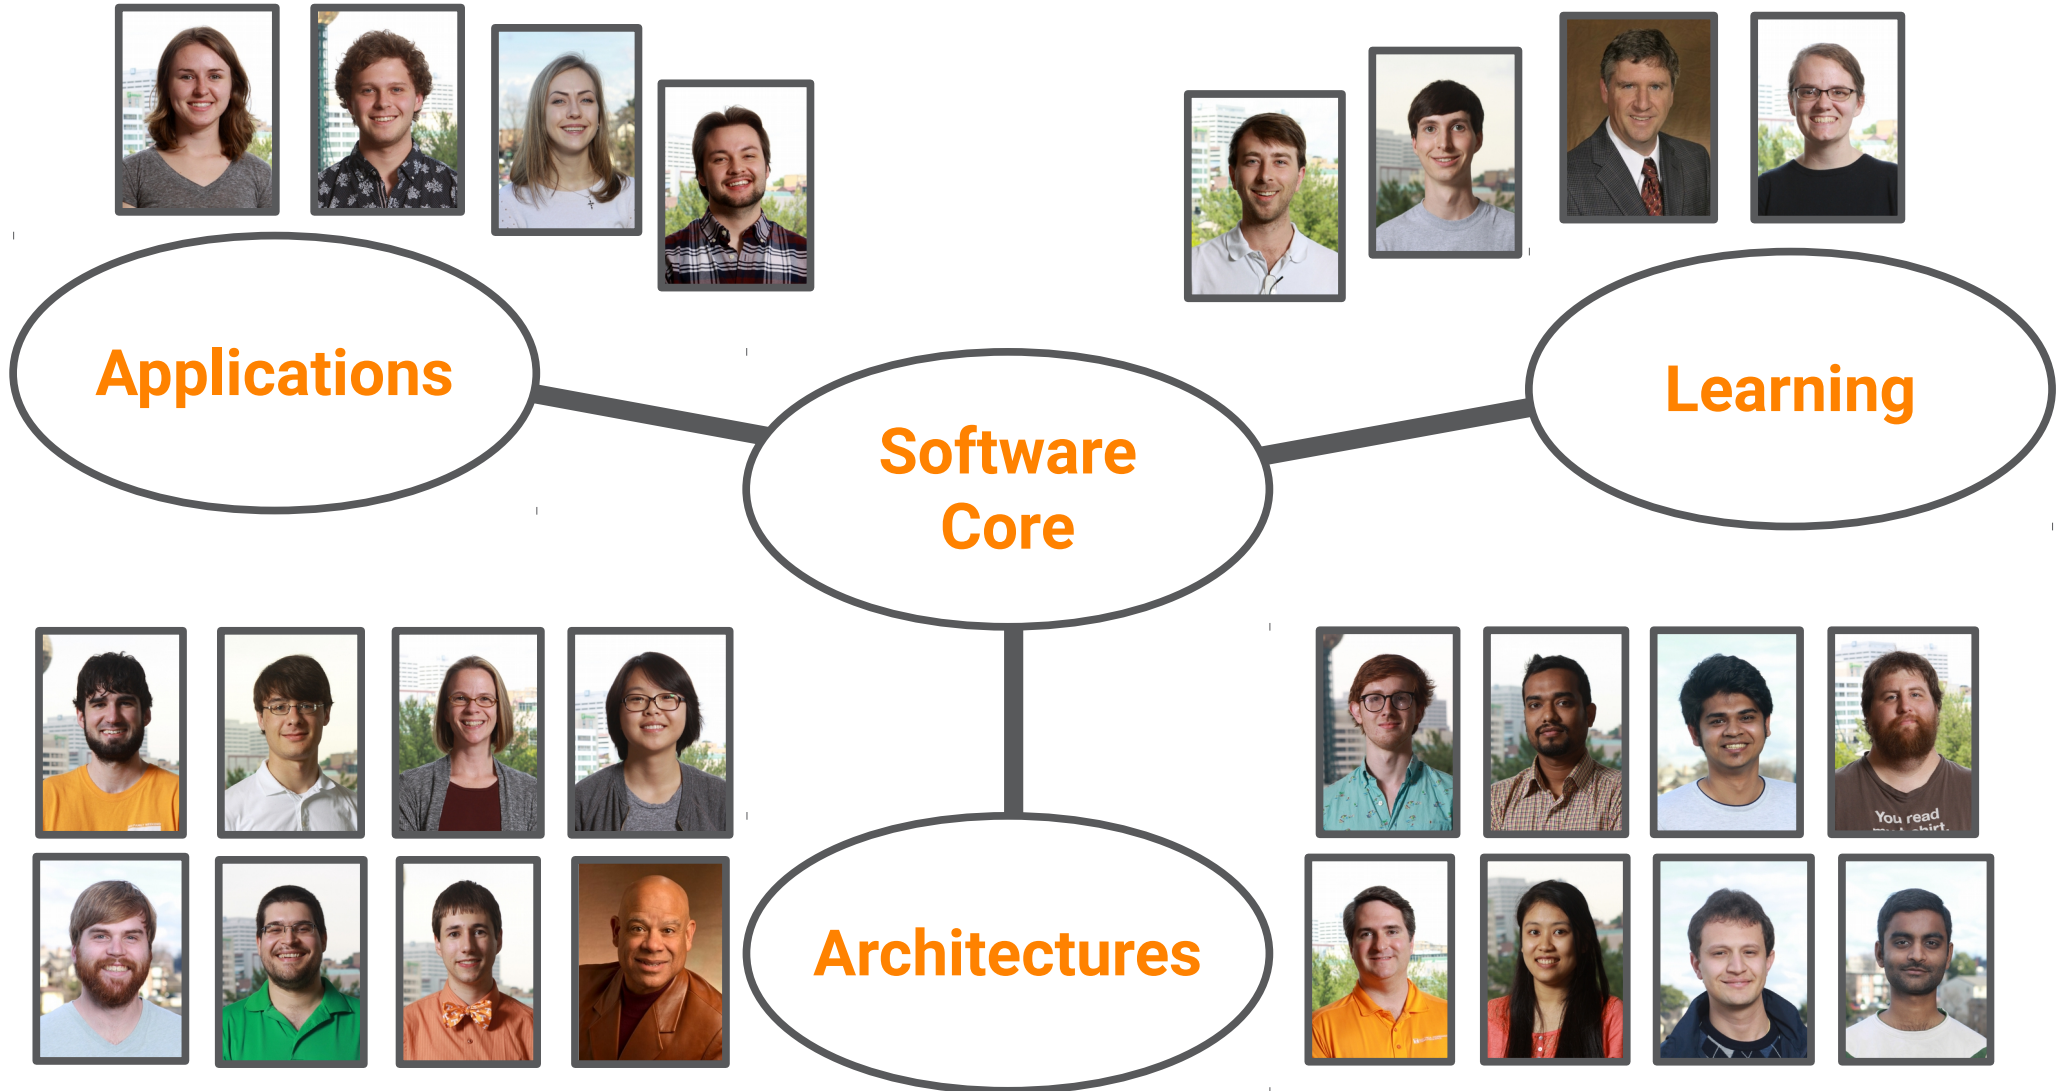 Applications
Learning
Software
Core
You read
Architectures